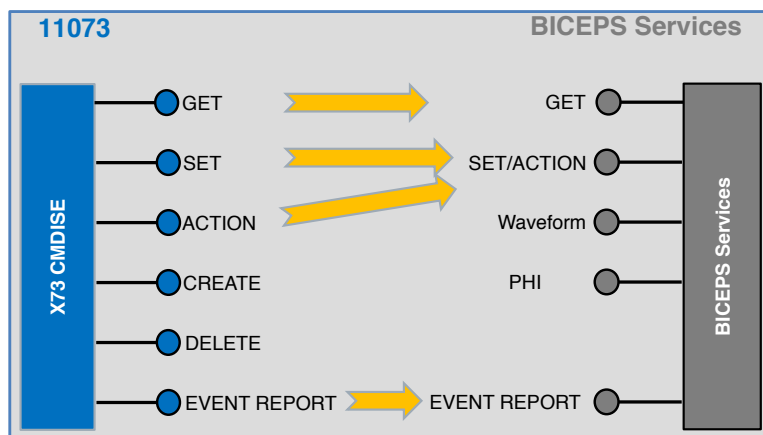 11073
BICEPS Services
X73 CMDISE
GET
SET
ACTION
CREATE
DELETE
EVENT REPORT
GET
SET/ACTION
Waveform
PHI
EVENT REPORT
BICEPS Services